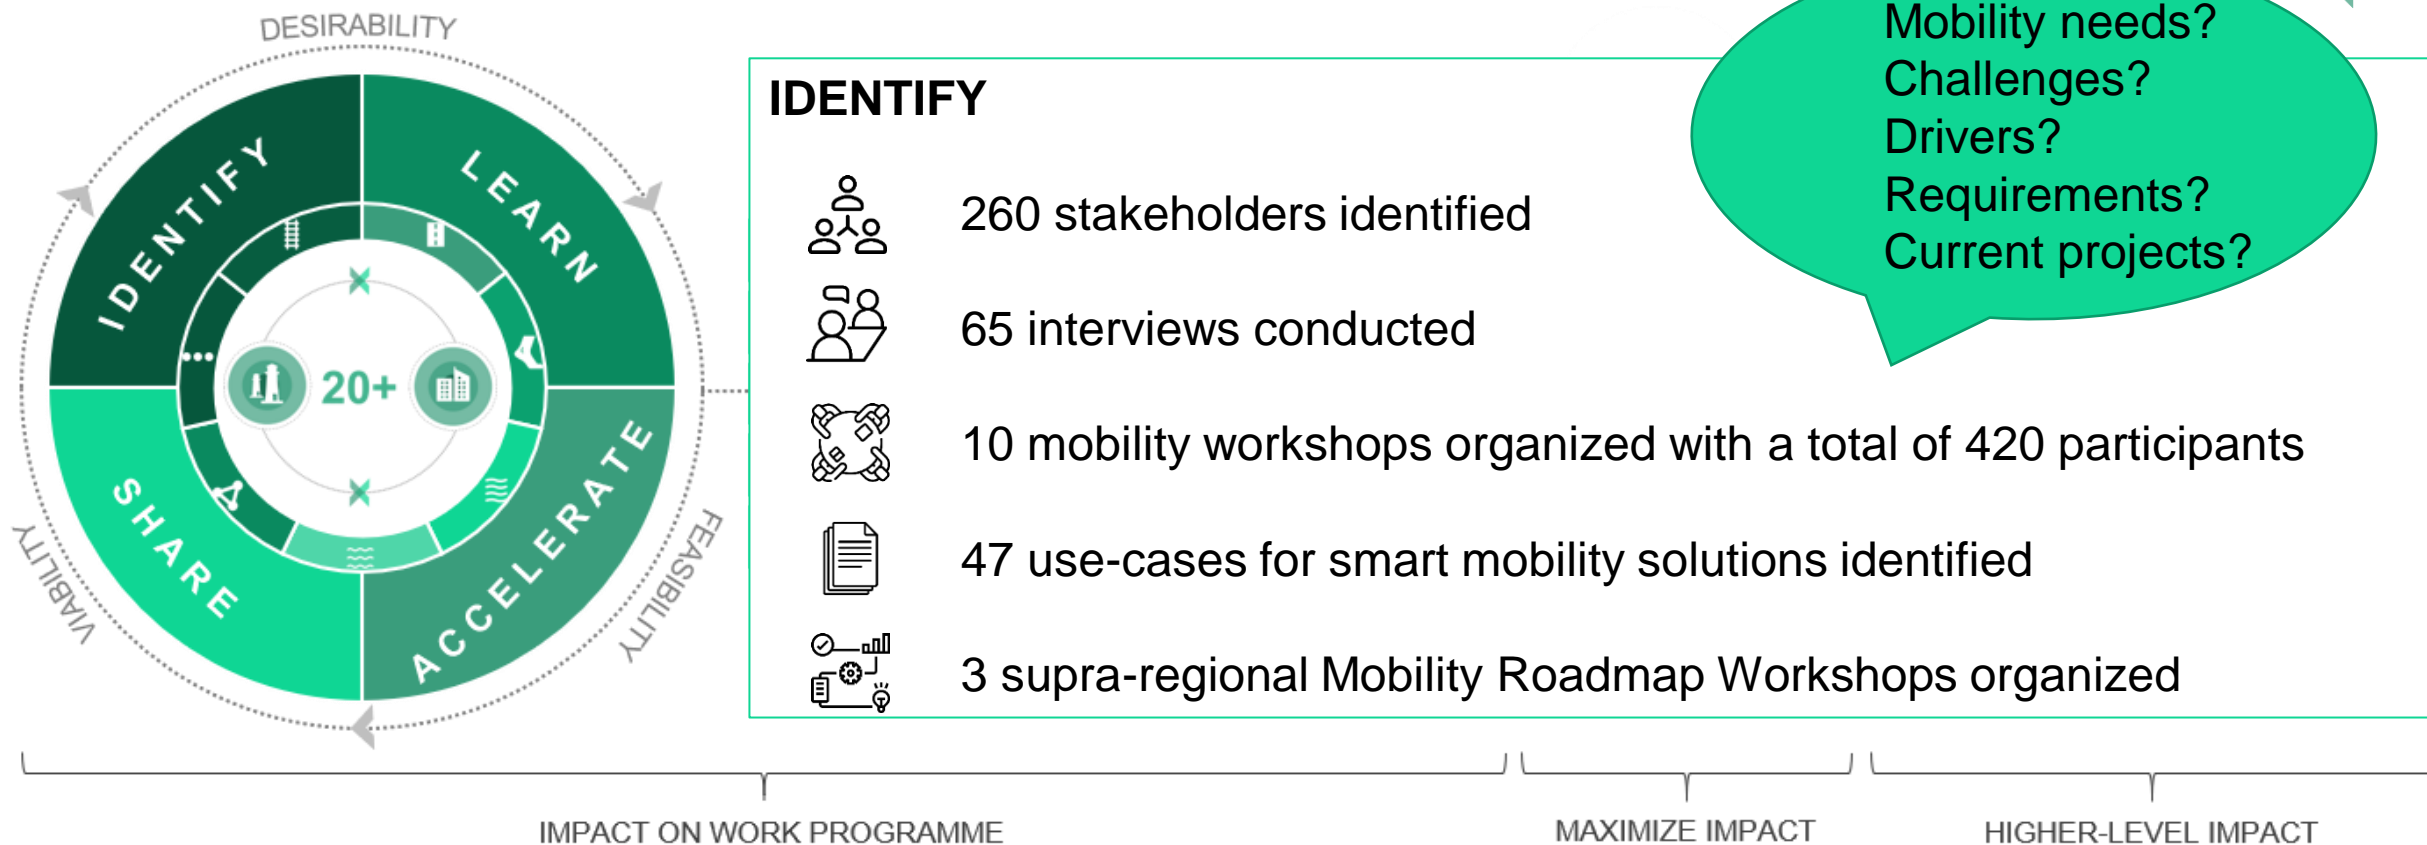 DESIRABILITY
IDENTIFY
LEARN
20+
SHARE
ACCELERATE
VIABILITY
FEASIBILITY
Mobility needs?
Challenges?
Drivers?
Requirements?
Current projects?
IDENTIFY
260 stakeholders identified
65 interviews conducted
10 mobility workshops organized with a total of 420 participants
47 use-cases for smart mobility solutions identified
3 supra-regional Mobility Roadmap Workshops organized
IMPACT ON WORK PROGRAMME
MAXIMIZE IMPACT
HIGHER-LEVEL IMPACT